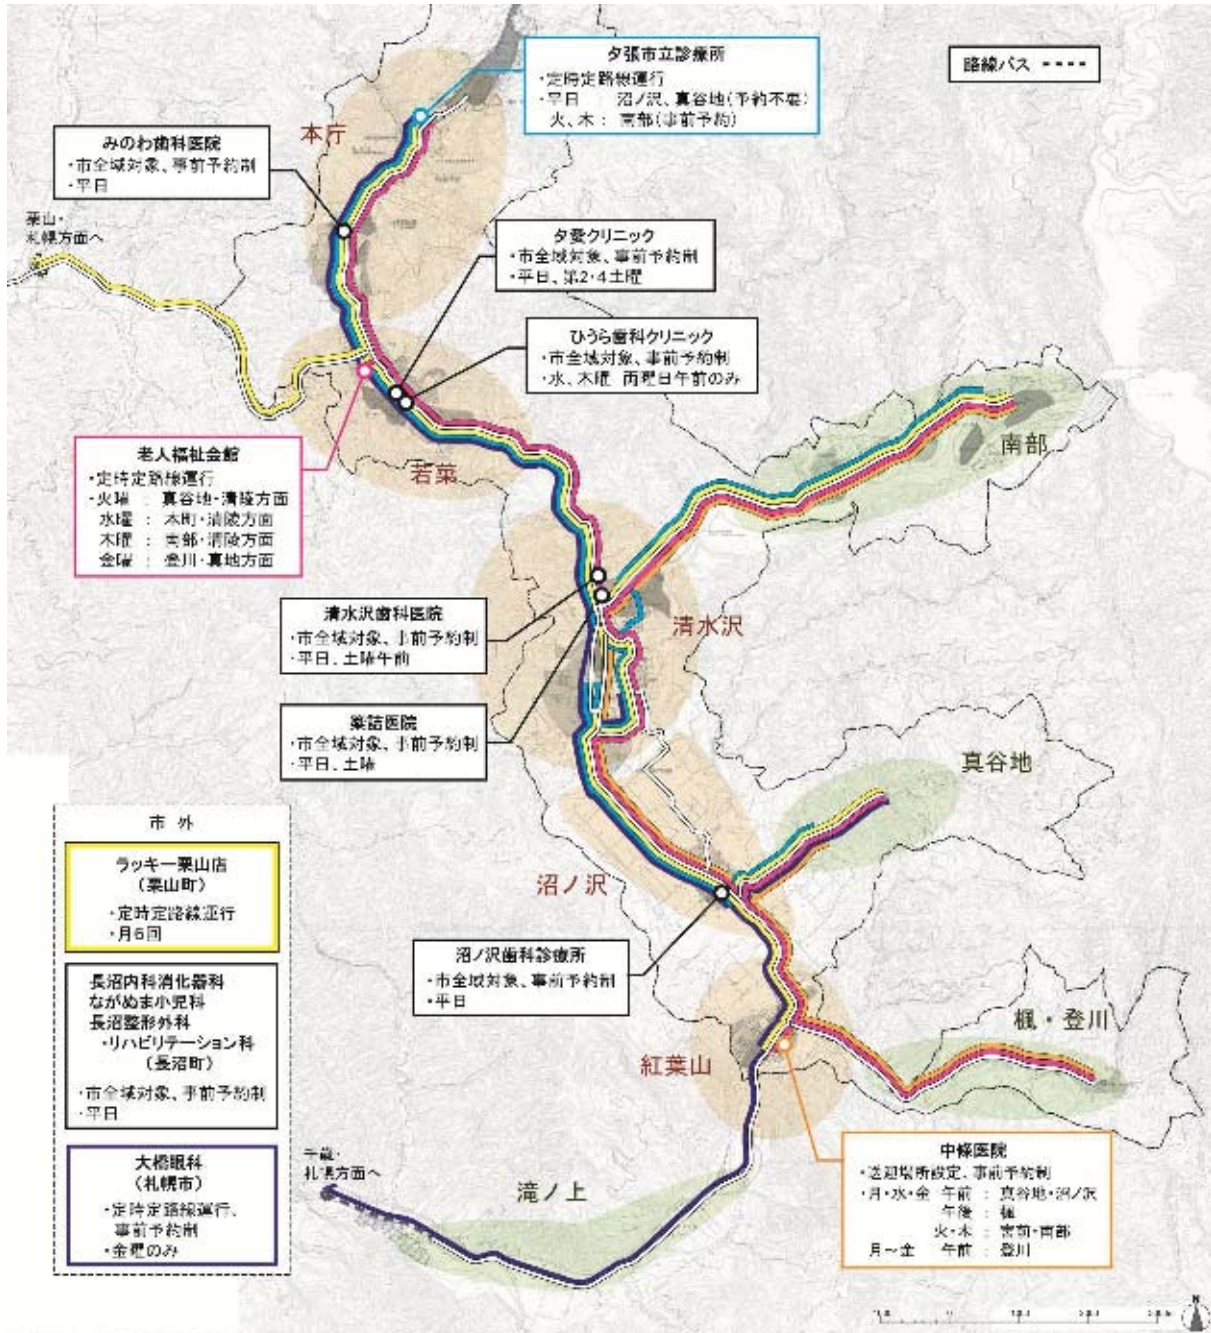 夕張市立診療所
・定時定路線運行
・平日 : 沼ノ沢、真谷地(予約不要)
火、木 : 南部(事前予約)
路線バス
本庁
みのわ歯科医院
・市全域対象、事前予約制
・平日
栗山・
札幌方面へ
夕愛クリニック
・市全域対象、事前予約制
・平日、第2・4土曜
ひうら歯科クリニック
・市全域対象、事前予約制
・水、木曜 両曜日午前のみ
南部
老人福祉会館
・定時定路線運行
・火曜 : 真谷地・清陵方面
水曜 : 本町・清陵方面
木曜 : 南部・清陵方面
金曜 : 登川・真地方面
若菜
清水沢歯科医院
・市全域対象、事前予約制
・平日、土曜午前
清水沢
簗詰医院
・市全域対象、事前予約制
・平日、土曜
真谷地
市外
ラッキー栗山店
(栗山町)
・定時定路線運行
・月6回
長沼内科消化器科
ながぬま小児科
長沼整形外科
・リハビリテーション科
(長沼町)
・市全域対象、事前予約制
・平日
大橋眼科
(札幌市)
・定時定路線運行、
事前予約制
・金曜のみ
沼ノ沢
沼ノ沢歯科診療所
・市全域対象、事前予約制
・平日
楓・登川
紅葉山
千歳・
札幌方面へ
滝ノ上
中條医院
・送迎場所設定、事前予約制
・月・水・金 午前 : 真谷地・沼ノ沢
午後 : 楓
火・木 : 宮前・南部
月～金 午前 : 登川
N